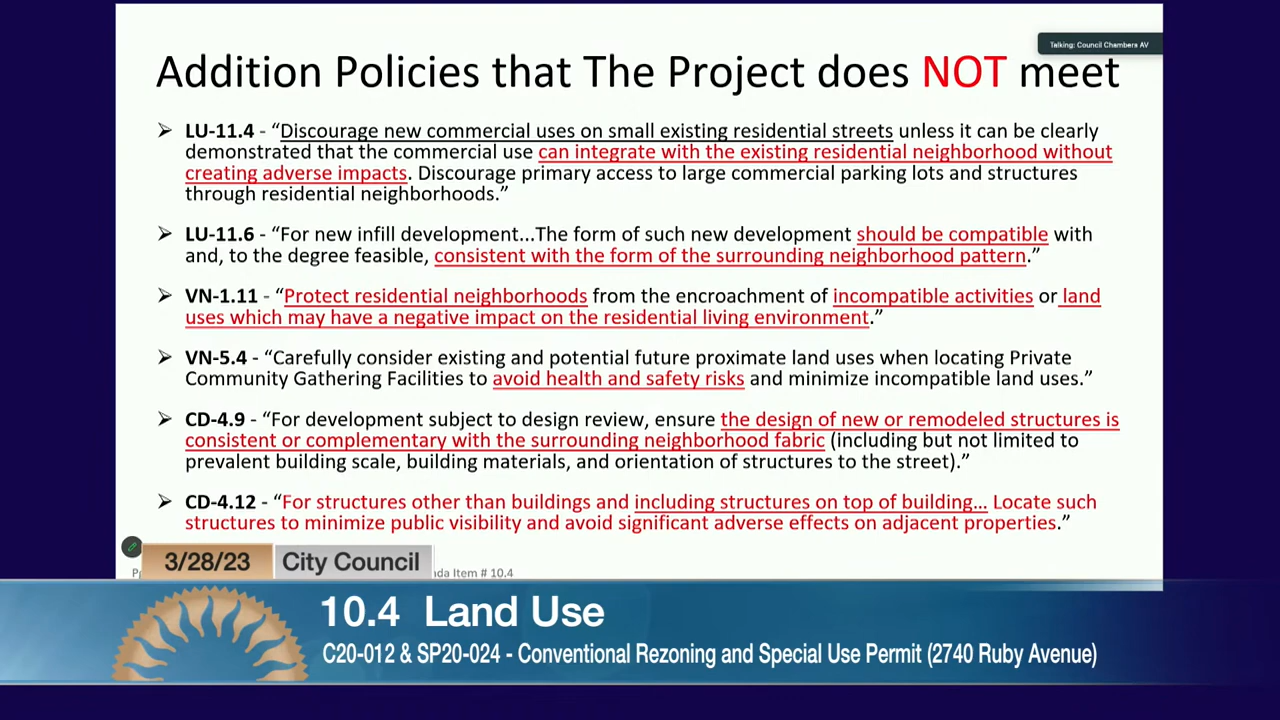 Talking: Council Chambers AV
Addition Policies that The Project does NOT meet
➢ LU-11.4 - “Discourage new commercial uses on small existing residential streets unless it can be clearly
demonstrated that the commercial use can integrate with the existing residential neighborhood without
creating adverse impacts. Discourage primary access to large commercial parking lots and structures
through residential neighborhoods.”
➢ LU-11.6 - “For new infill development...The form of such new development should be compatible with
and, to the degree feasible, consistent with the form of the surrounding neighborhood pattern.”
➢ VN-1.11 - “Protect residential neighborhoods from the encroachment of incompatible activities or land
uses which may have a negative impact on the residential living environment.”
➢ VN-5.4 - “Carefully consider existing and potential future proximate land uses when locating Private
Community Gathering Facilities to avoid health and safety risks and minimize incompatible land uses.”
➢ CD-4.9 - “For development subject to design review, ensure the design of new or remodeled structures is
consistent or complementary with the surrounding neighborhood fabric (including but not limited to
prevalent building scale, building materials, and orientation of structures to the street).”
➢ CD-4.12 - “For structures other than buildings and including structures on top of building... Locate such
structures to minimize public visibility and avoid significant adverse effects on adjacent properties.”
3/28/23 City Council
Item # 10.4
10.4 Land Use
C20-012 & SP20-024 - Conventional Rezoning and Special Use Permit (2740 Ruby Avenue)